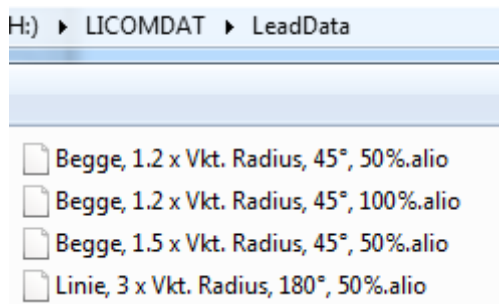 H:) ▸ LICOMDAT ▸ LeadData
Begge, 1.2 x Vkt. Radius, 45°, 50%.alio
Begge, 1.2 x Vkt. Radius, 45°, 100%.alio
Begge, 1.5 x Vkt. Radius, 45°, 50%.alio
Linie, 3 x Vkt. Radius, 180°, 50%.alio